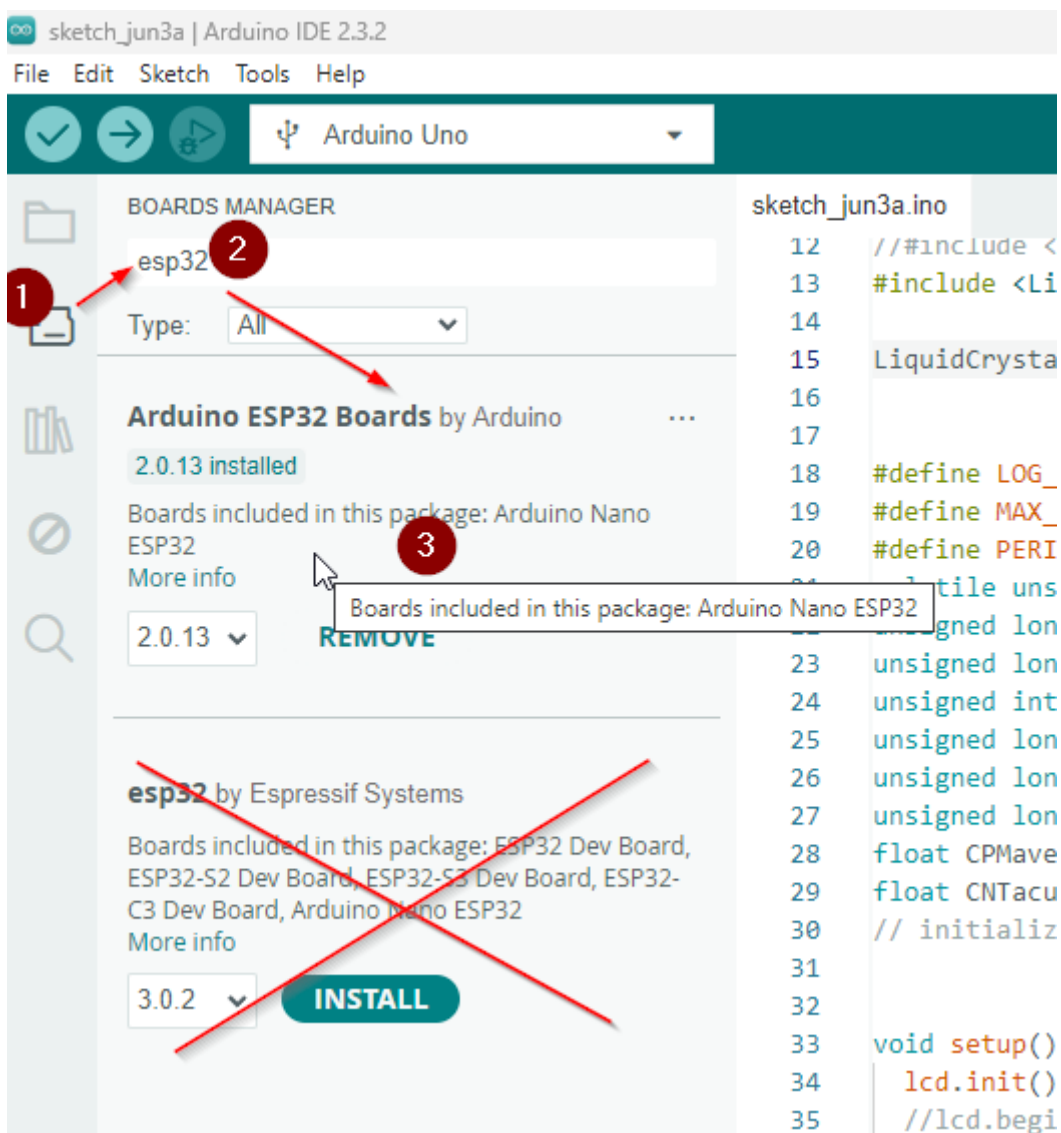 sketch_jun3a | Arduino IDE 2.3.2
File Edit Sketch Tools Help
Arduino Uno
BOARDS MANAGER
esp32
2
1
Type: All
Arduino ESP32 Boards by Arduino ...
2.0.13 installed
Boards included in this package: Arduino Nano
ESP32
3
More info
Boards included in this package: Arduino Nano ESP32
2.0.13 REMOVE
esp32 by Espressif Systems
Boards included in this package: ESP32 Dev Board,
ESP32-S2 Dev Board, ESP32-S3 Dev Board, ESP32-
C3 Dev Board, Arduino Nano ESP32
More info
3.0.2 INSTALL
sketch_jun3a.ino
12 //#include <
13 #include <Li
14
15 LiquidCrysta
16
17
18 #define LOG_
19 #define MAX_
20 #define PERI
tile uns
gned lon
23 unsigned lon
24 unsigned int
25 unsigned lon
26 unsigned lon
27 unsigned lon
28 float CPMave
29 float CNTacu
30 // initializ
31
32
33 void setup()
34 lcd.init()
35 //lcd.begi